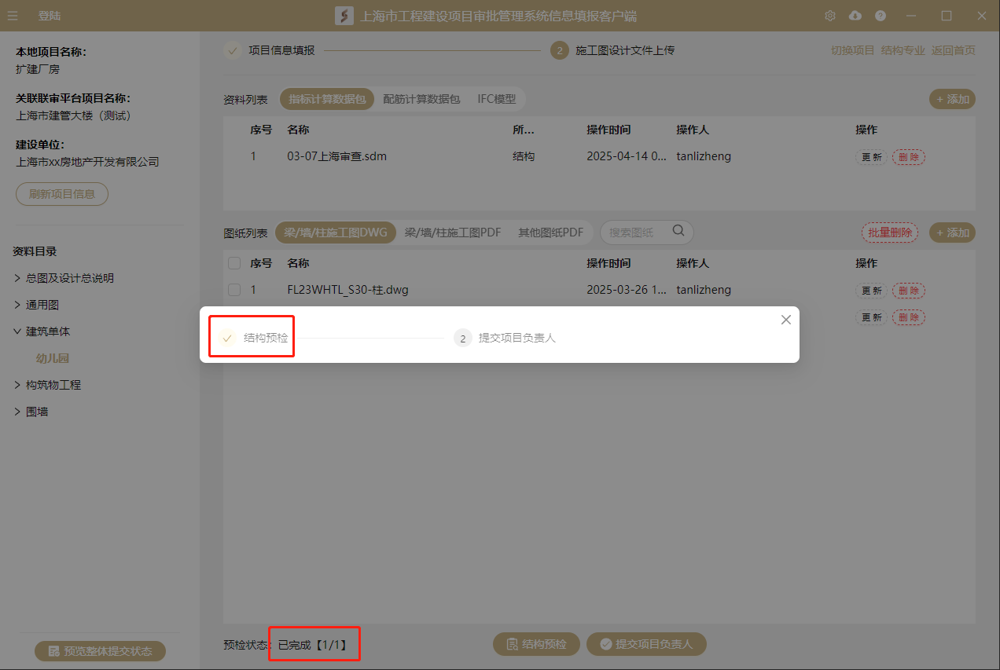 登陆
上海市工程建设项目审批管理系统信息填报客户端
本地项目名称：
扩建厂房
关联联审平台项目名称：
上海市建管大楼（测试）
建设单位：
上海市xx房地产开发有限公司
刷新项目信息
资料目录
总图及设计总说明
通用图
建筑单体
幼儿园
构筑物工程
围墙
预览整体提交状态
项目信息填报
2 施工图设计文件上传
切换项目 结构专业 返回首页
资料列表 指标计算数据包 配筋计算数据包 IFC模型 + 添加
序号 名称 所... 操作时间 操作人 操作
1 03-07上海审查.sdm 结构 2025-04-14 0... tanlizheng 更新 删除
图纸列表 梁/墙/柱施工图DWG 梁/墙/柱施工图PDF 其他图纸PDF 搜索图纸 批量删除 + 添加
序号 名称 操作时间 操作人 操作
1 FL23WHTL_S30-柱.dwg 2025-03-26 1... tanlizheng 更新 删除
更新 删除
结构预检 2 提交项目负责人
预检状态: 已完成【1/1】 结构预检 提交项目负责人